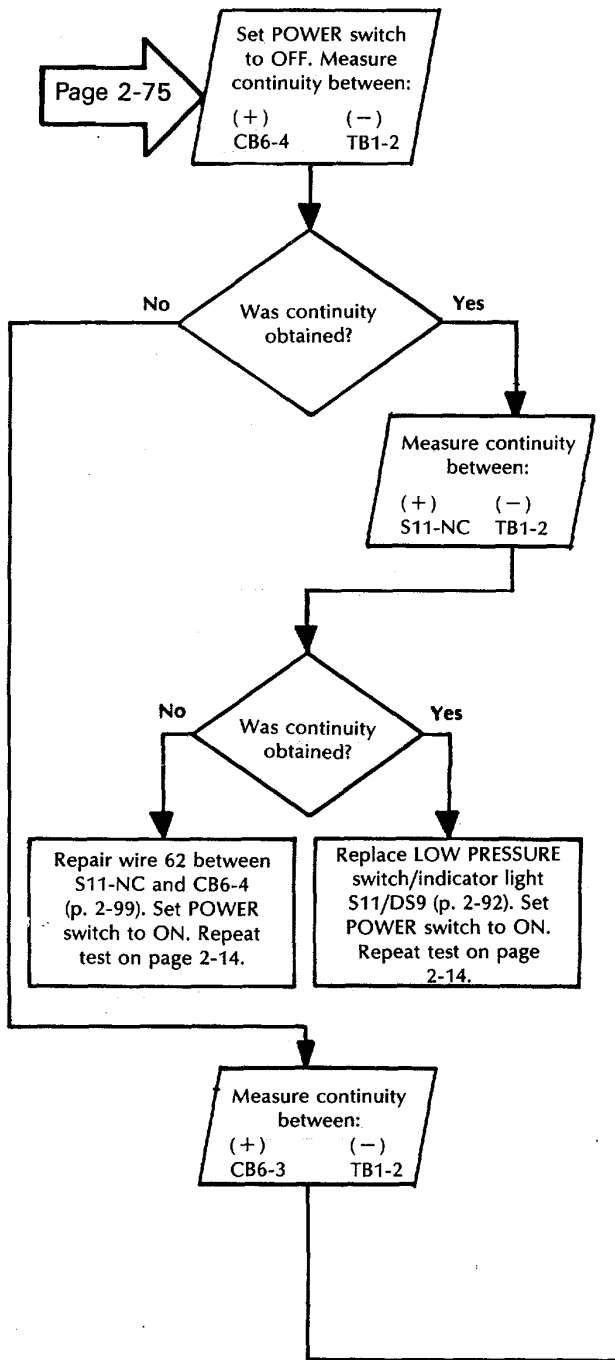 Page 2-75
Set POWER switch
to OFF. Measure
continuity between:
(+) (-)
CB6-4 TB1-2
Was continuity
obtained?
No
Yes
Measure continuity
between:
(+) (-)
S11-NC TB1-2
Was continuity
obtained?
No
Yes
Repair wire 62 between
S11-NC and CB6-4
(p. 2-99). Set POWER
switch to ON. Repeat
test on page 2-14.
Replace LOW PRESSURE
switch/indicator light
S11/DS9 (p. 2-92). Set
POWER switch to ON.
Repeat test on page
2-14.
Measure continuity
between:
(+) (-)
CB6-3 TB1-2